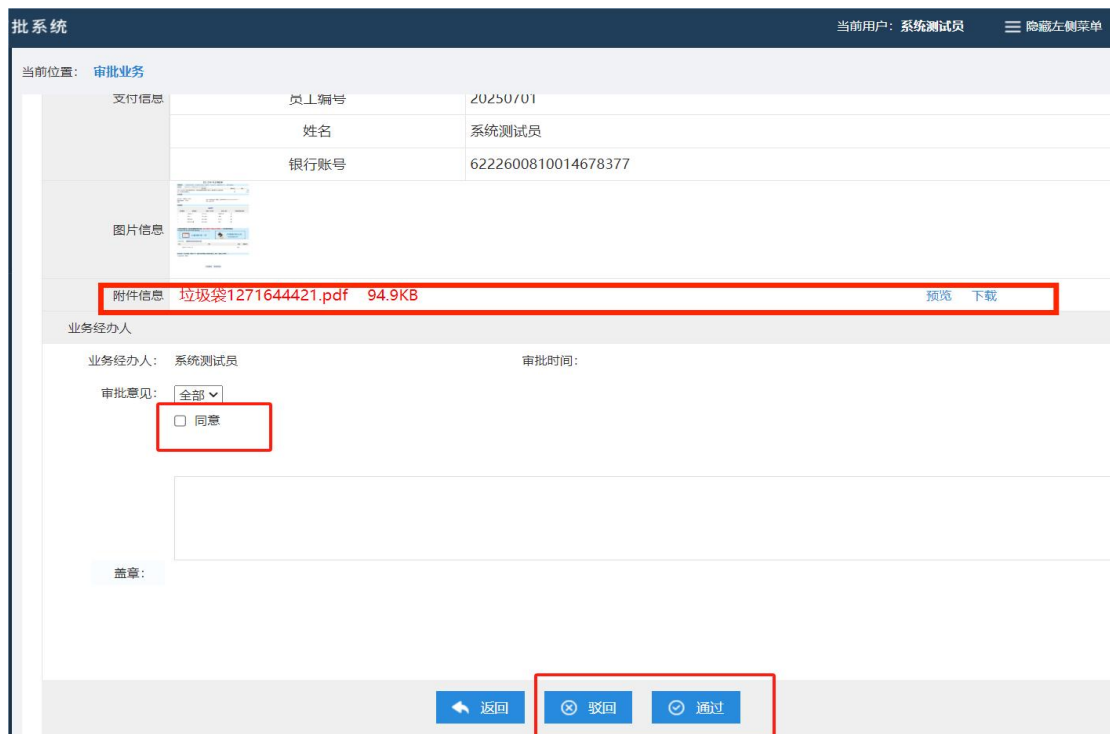 批系统 当前用户：系统测试员 隐藏左侧菜单
当前位置： 审批业务
支付信息 员工编号 20250701
姓名 系统测试员
银行账号 6222600810014678377
图片信息
附件信息 垃圾袋1271644421.pdf 94.9KB 预览 下载
业务经办人
业务经办人： 系统测试员 审批时间：
审批意见： 全部
同意
盖章：
返回 驳回 通过